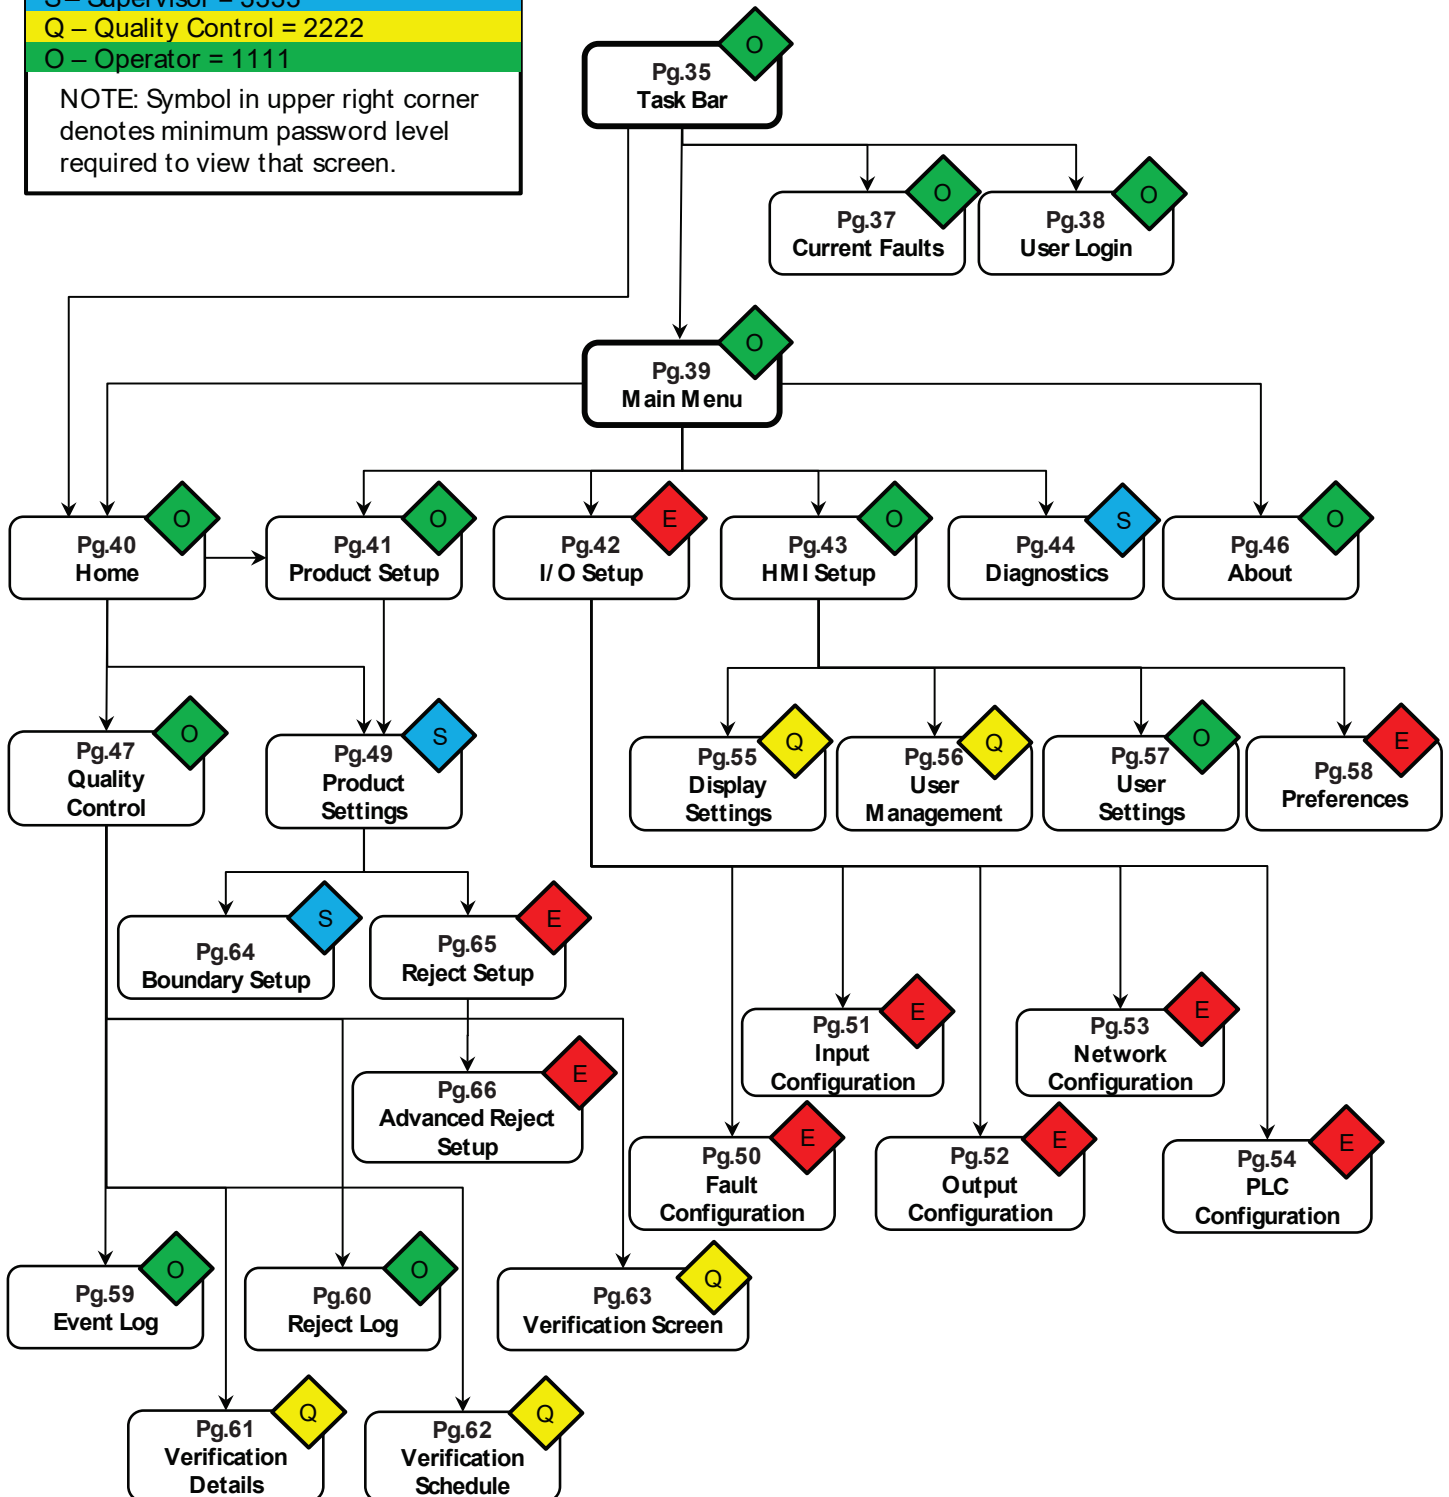 S – Supervisor = 3333
Q – Quality Control = 2222
O – Operator = 1111
NOTE: Symbol in upper right corner
denotes minimum password level
required to view that screen.
O
Pg.35
Task Bar
O
Pg.37
Current Faults
O
Pg.38
User Login
O
Pg.39
Main Menu
O
Pg.40
Home
O
Pg.41
Product Setup
E
Pg.42
I/O Setup
O
Pg.43
HMI Setup
S
Pg.44
Diagnostics
O
Pg.46
About
O
Pg.47
Quality
Control
S
Pg.49
Product
Settings
Q
Pg.55
Display
Settings
Q
Pg.56
User
Management
O
Pg.57
User
Settings
E
Pg.58
Preferences
S
Pg.64
Boundary Setup
E
Pg.65
Reject Setup
E
Pg.51
Input
Configuration
E
Pg.53
Network
Configuration
E
Pg.66
Advanced Reject
Setup
E
Pg.50
Fault
Configuration
E
Pg.52
Output
Configuration
E
Pg.54
PLC
Configuration
O
Pg.59
Event Log
O
Pg.60
Reject Log
Q
Pg.63
Verification Screen
Q
Pg.61
Verification
Details
Q
Pg.62
Verification
Schedule